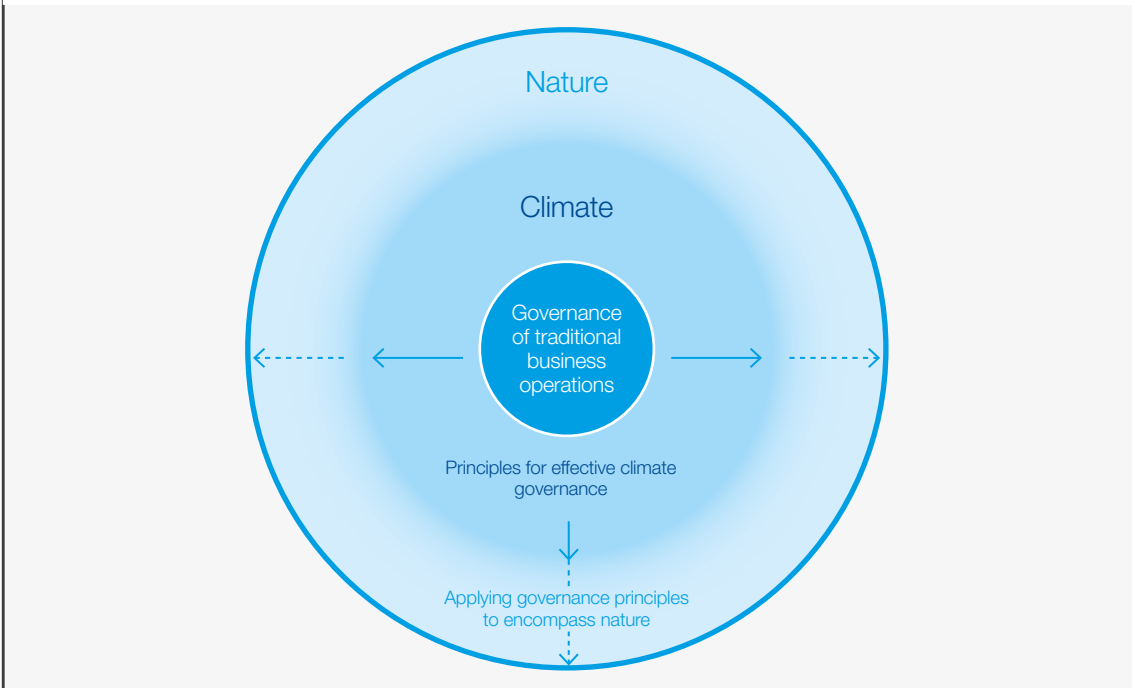 Nature
Climate
Governance
of traditional
business
operations
Principles for effective climate
governance
Applying governance principles
to encompass nature